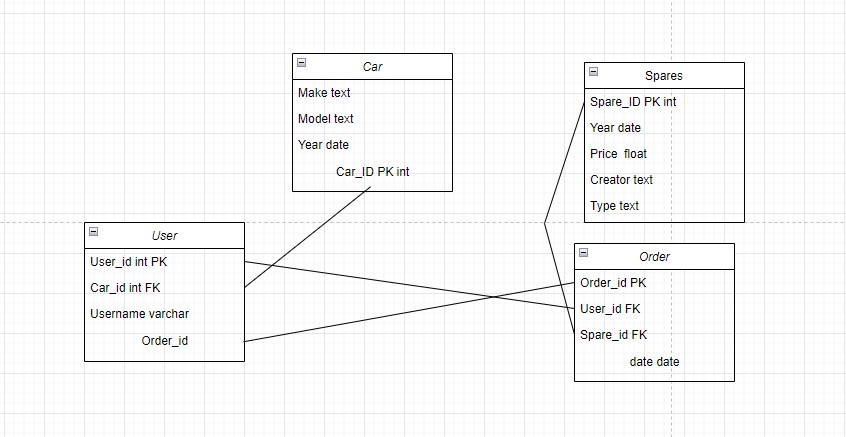 Car
Make text
Model text
Year date
Car_ID PK int
Spares
Spare_ID PK int
Year date
Price  float
Creator text
Type text
User
User_id int PK
Car_id int FK
Username varchar
Order_id
Order
Order_id PK
User_id FK
Spare_id FK
date date